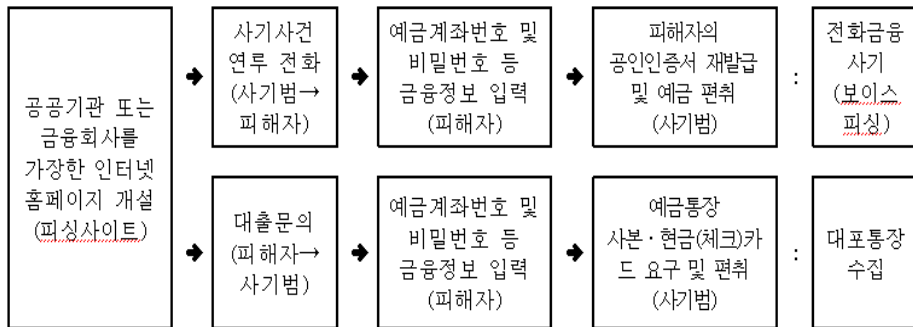 공공기관 또는
금융회사를
가장한 인터넷
홈페이지 개설
(피싱사이트)
➔
사기사건
연루 전화
(사기범→
피해자)
➔
예금계좌번호 및
비밀번호 등
금융정보 입력
(피해자)
➔
피해자의
공인인증서 재발급
및 예금 편취
(사기범)
:
전화금융
사기
(보이스
피싱)
➔
대출문의
(피해자→
사기범)
➔
예금계좌번호 및
비밀번호 등
금융정보 입력
(피해자)
➔
예금통장
사본·현금(체크)카
드 요구 및 편취
(사기범)
:
대포통장
수집